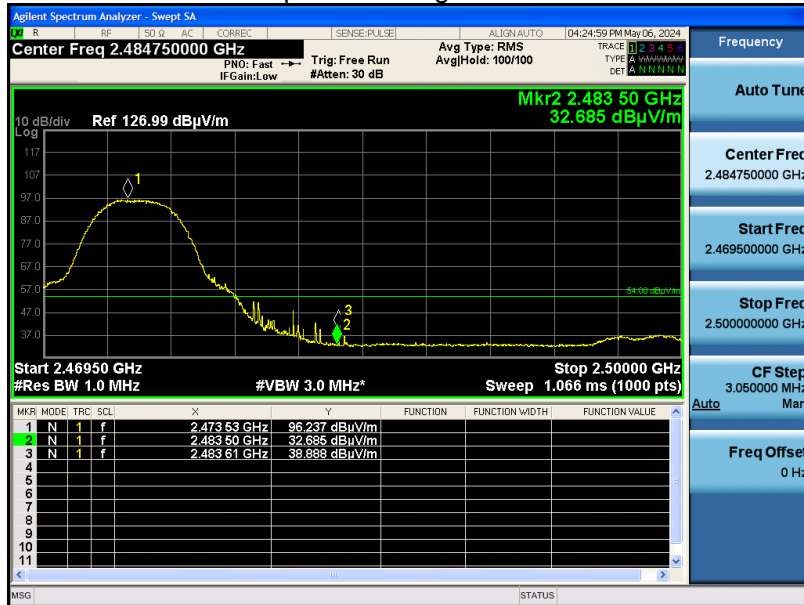 Agilent Spectrum Analyzer - Swept SA
LXI R RF 50 Ω AC CORREC SENSE:PULSE ALIGN AUTO 04:24:59 PM May 06, 2024
Center Freq 2.484750000 GHz Avg Type: RMS TRACE 1 2 3 4 5 6
PNO: Fast Trig: Free Run Avg|Hold: 100/100 TYPE A WWWWW
IFGain:Low #Atten: 30 dB DET A N N N N N
Mkr2 2.483 50 GHz
10 dB/div Ref 126.99 dBµV/m 32.685 dBµV/m
Log
117
107
97.0
87.0
77.0
67.0
57.0
47.0
37.0
1
54.00 dBµV/m
3
2
Start 2.46950 GHz Stop 2.50000 GHz
#Res BW 1.0 MHz #VBW 3.0 MHz* Sweep 1.066 ms (1000 pts)
MKR MODE TRC SCL X Y FUNCTION FUNCTION WIDTH FUNCTION VALUE
1 N 1 f 2.473 53 GHz 96.237 dBµV/m
2 N 1 f 2.483 50 GHz 32.685 dBµV/m
3 N 1 f 2.483 61 GHz 38.888 dBµV/m
4
5
6
7
8
9
10
11
MSG STATUS
Frequency
Auto Tune
Center Freq
2.484750000 GHz
Start Freq
2.469500000 GHz
Stop Freq
2.500000000 GHz
CF Step
3.050000 MHz
Auto Man
Freq Offset
0 Hz